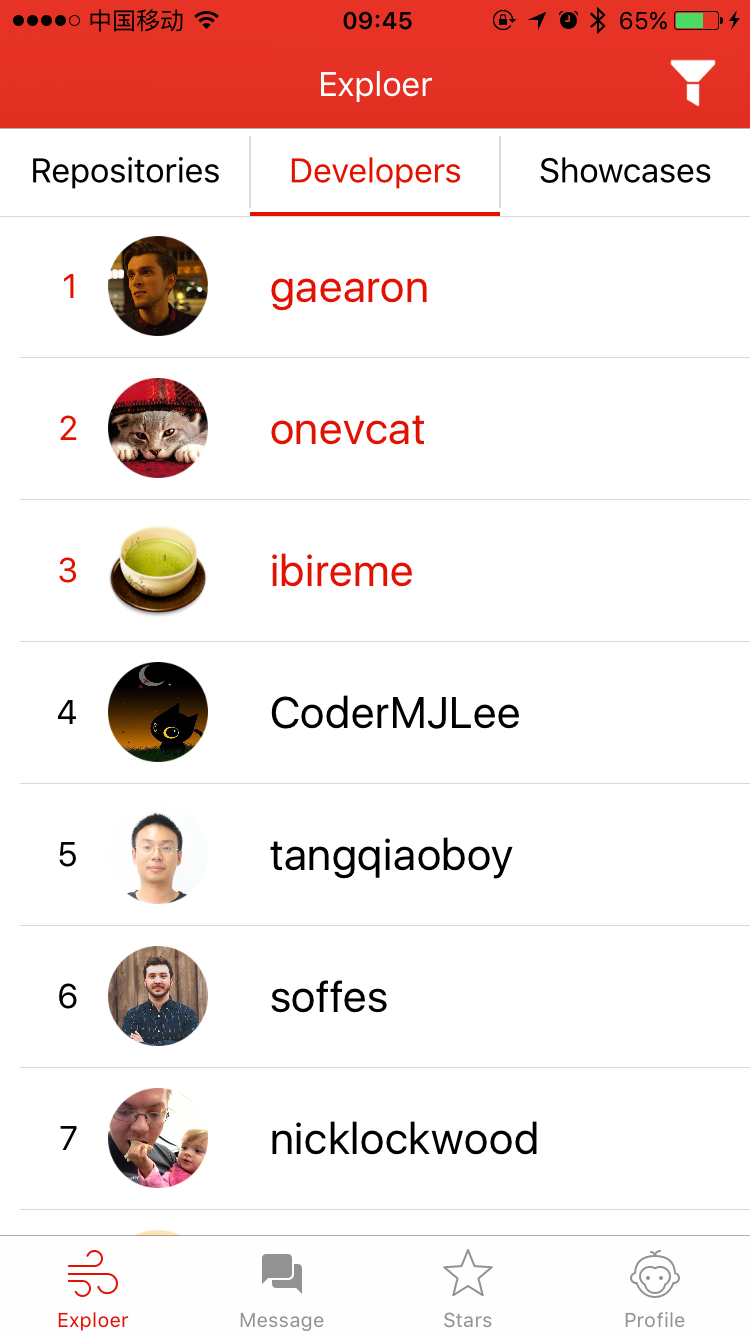 中国移动 09:45 65%
Exploer
Repositories Developers Showcases
1 gaearon
2 onevcat
3 ibireme
4 CoderMJLee
5 tangqiaoboy
6 soffes
7 nicklockwood
Exploer Message Stars Profile